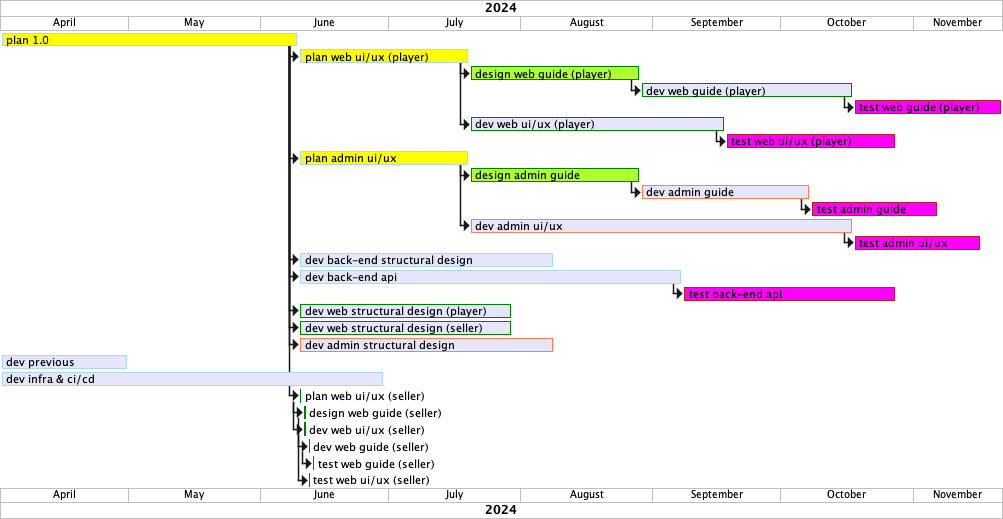 2024
April May June July August September October November
plan 1.0
plan web ui/ux (player)
design web guide (player)
dev web guide (player)
test web guide (player)
dev web ui/ux (player)
test web ui/ux (player)
plan admin ui/ux
design admin guide
dev admin guide
test admin guide
dev admin ui/ux
test admin ui/ux
dev back-end structural design
dev back-end api
test back-end api
dev web structural design (player)
dev web structural design (seller)
dev admin structural design
dev previous
dev infra & ci/cd
plan web ui/ux (seller)
design web guide (seller)
dev web ui/ux (seller)
dev web guide (seller)
test web guide (seller)
test web ui/ux (seller)
April May June July August September October November
2024